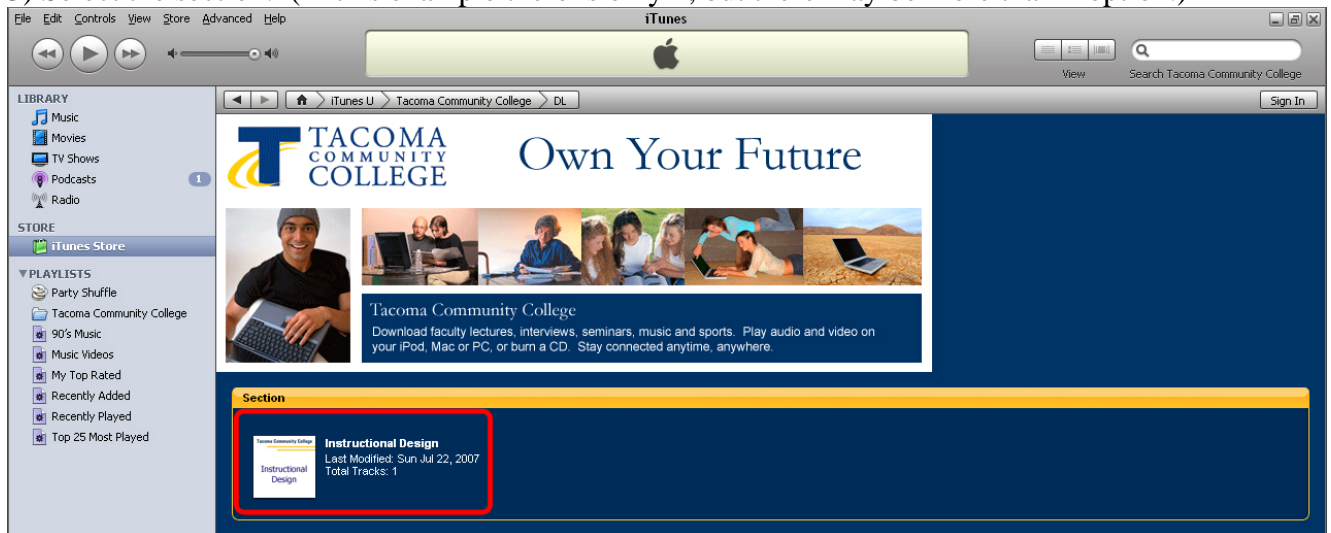 File Edit Controls View Store Advanced Help
iTunes
View
Search Tacoma Community College
LIBRARY
Music
Movies
TV Shows
Podcasts 1
Radio
STORE
iTunes Store
PLAYLISTS
Party Shuffle
Tacoma Community College
90's Music
Music Videos
My Top Rated
Recently Added
Recently Played
Top 25 Most Played
iTunes U Tacoma Community College DL
Sign In
TACOMA
COMMUNITY
COLLEGE
Own Your Future
Tacoma Community College
Download faculty lectures, interviews, seminars, music and sports. Play audio and video on
your iPod, Mac or PC, or burn a CD. Stay connected anytime, anywhere.
Section
Tacoma Community College
Instructional
Design
Instructional Design
Last Modified: Sun Jul 22, 2007
Total Tracks: 1